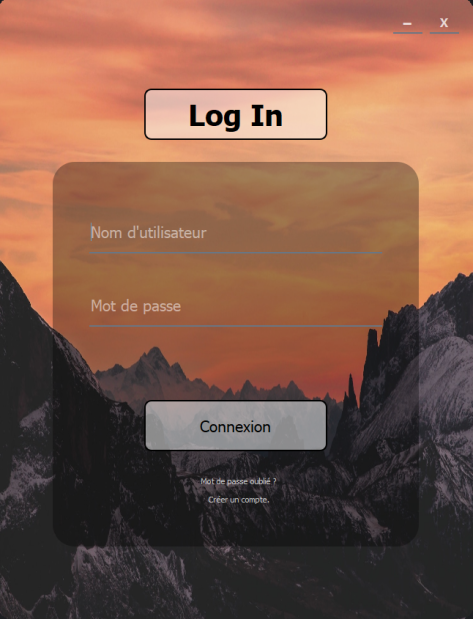 – X
Log In
Nom d'utilisateur
Mot de passe
Connexion
Mot de passe oublié ?
Créer un compte.